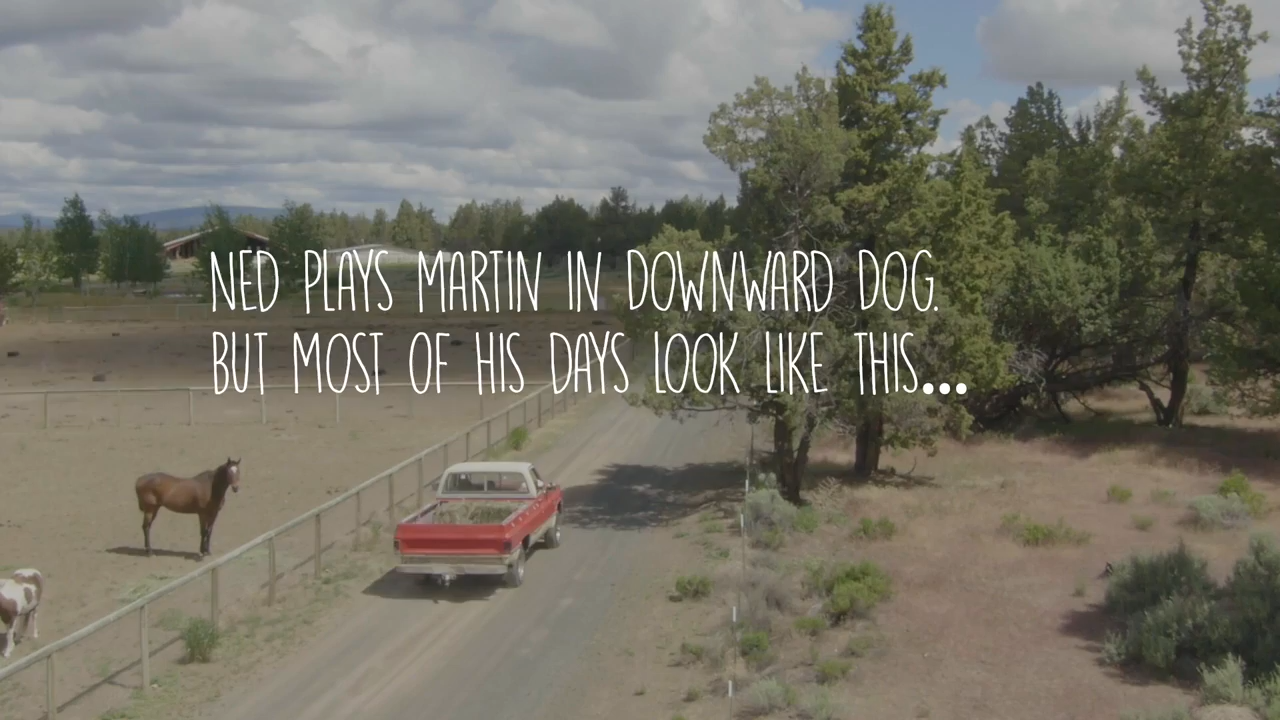 NED PLAYS MARTIN IN DOWNWARD DOG.
BUT MOST OF HIS DAYS LOOK LIKE THIS...